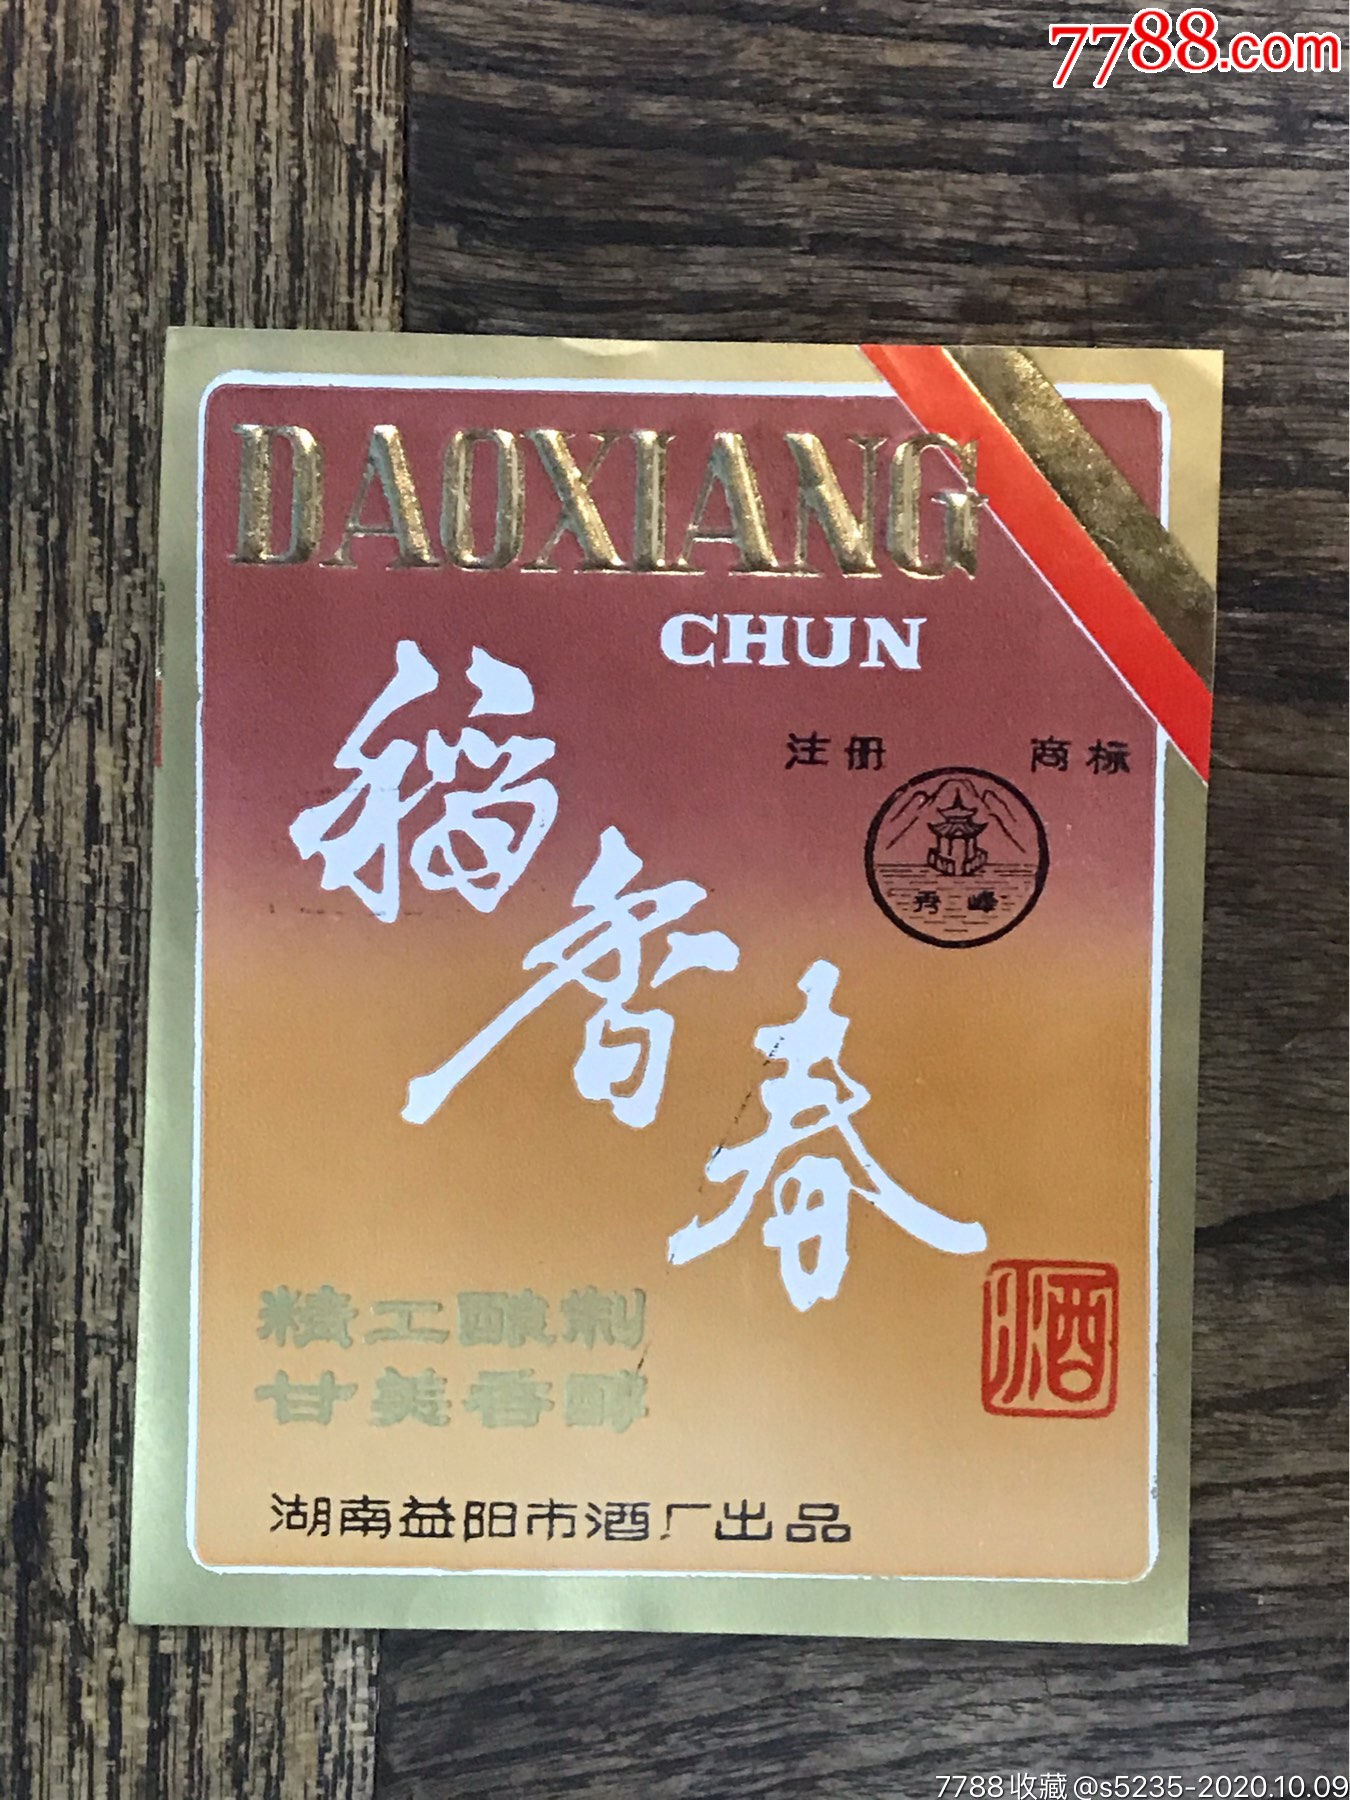 7788.com
DAOXIANG
CHUN
注册 商标
秀峰
稻香春
酒
精工酿制
甘美香醇
湖南益阳市酒厂出品
7788收藏@s5235-2020.10.09